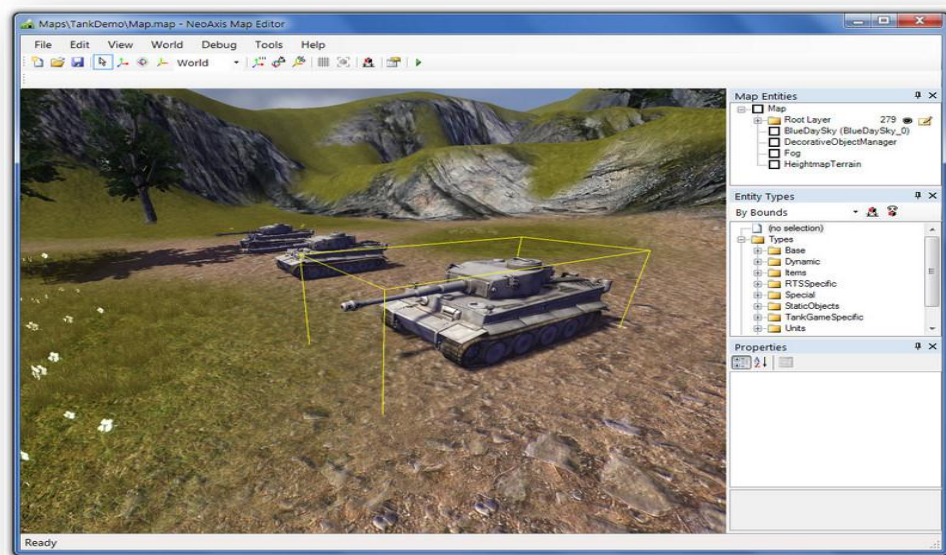 Maps\TankDemo\Map.map - NeoAxis Map Editor
File Edit View World Debug Tools Help
World
Map Entities
Map
Root Layer 279
BlueDaySky (BlueDaySky_0)
DecorativeObjectManager
Fog
HeightmapTerrain
Entity Types
By Bounds
(no selection)
Types
Base
Dynamic
Items
RTSSpecific
Special
StaticObjects
TankGameSpecific
Units
Properties
Ready